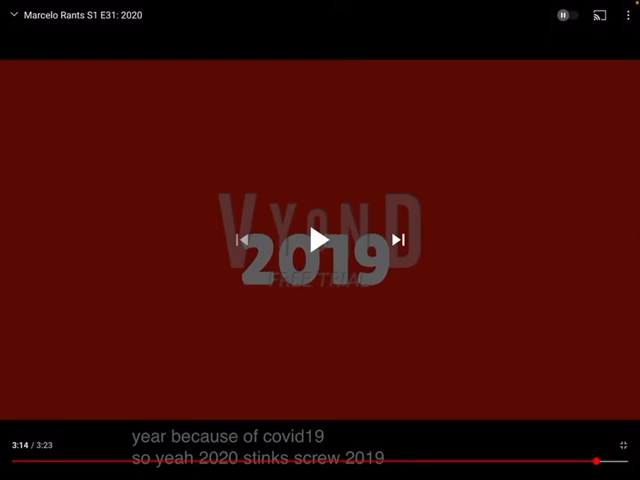 Marcelo Rants S1 E31: 2020
VYOND
2019
FREE TRIAL
3:14 / 3:23
year because of covid19
so yeah 2020 stinks screw 2019